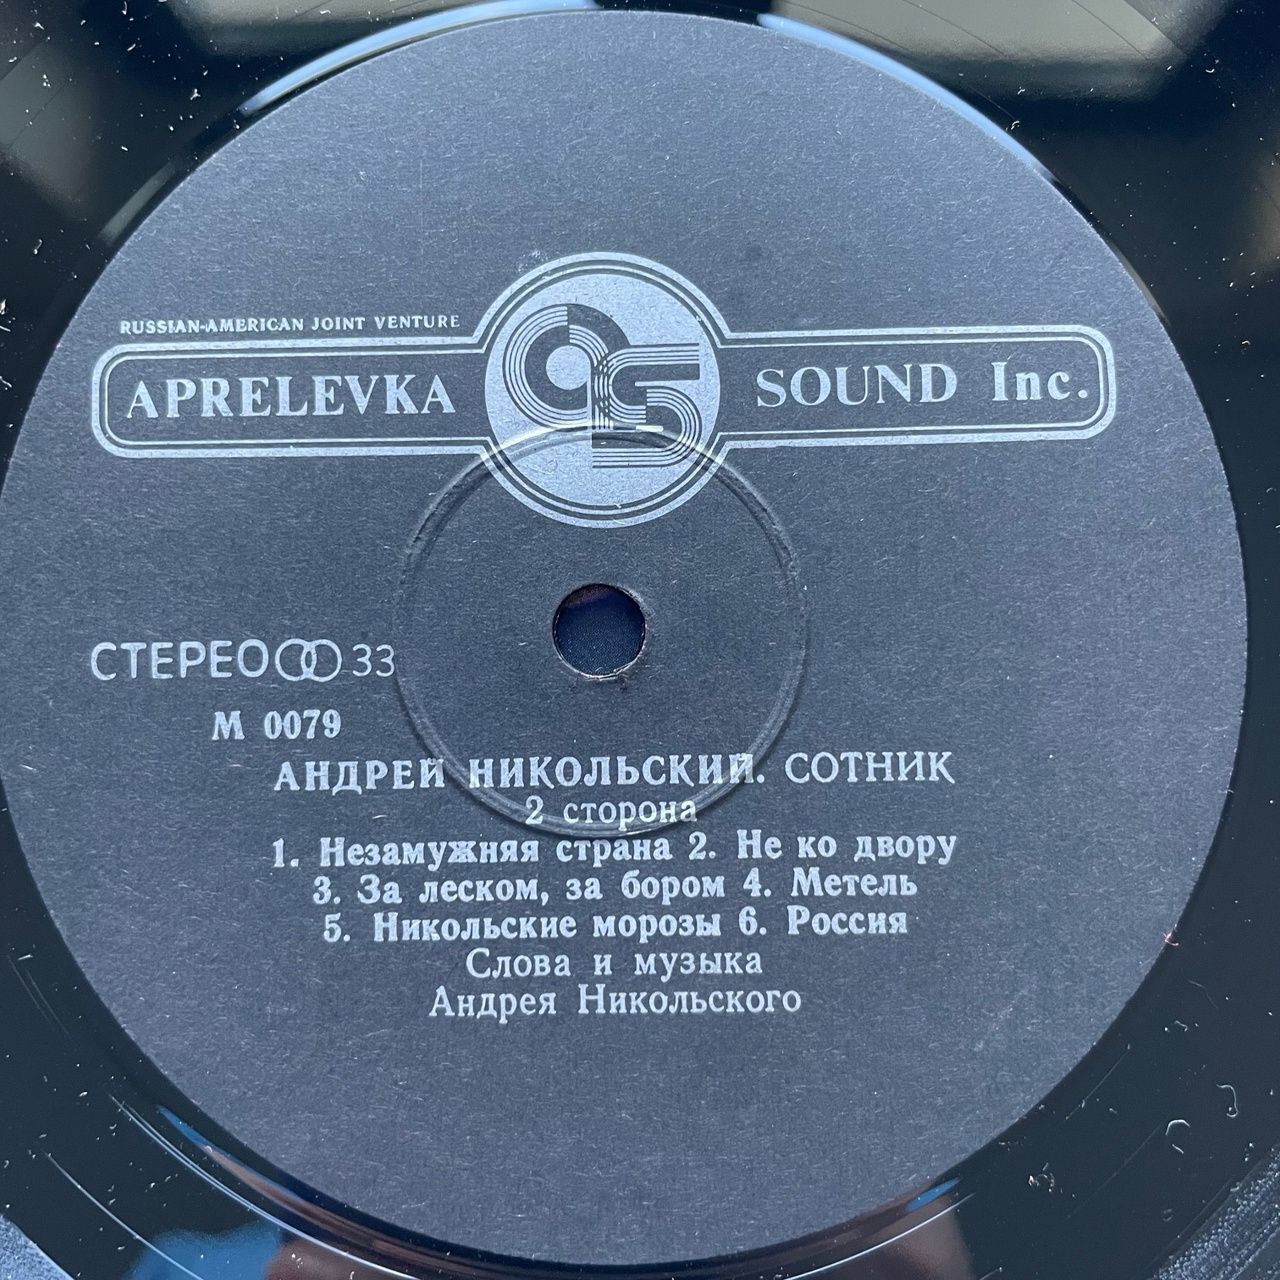 RUSSIAN-AMERICAN JOINT VENTURE
APRELEVKA SOUND Inc.
СТЕРЕО 33
М 0079
АНДРЕЙ НИКОЛЬСКИЙ. СОТНИК
2 сторона
1. Незамужняя страна 2. Не ко двору
3. За леском, за бором 4. Метель
5. Никольские морозы 6. Россия
Слова и музыка
Андрея Никольского